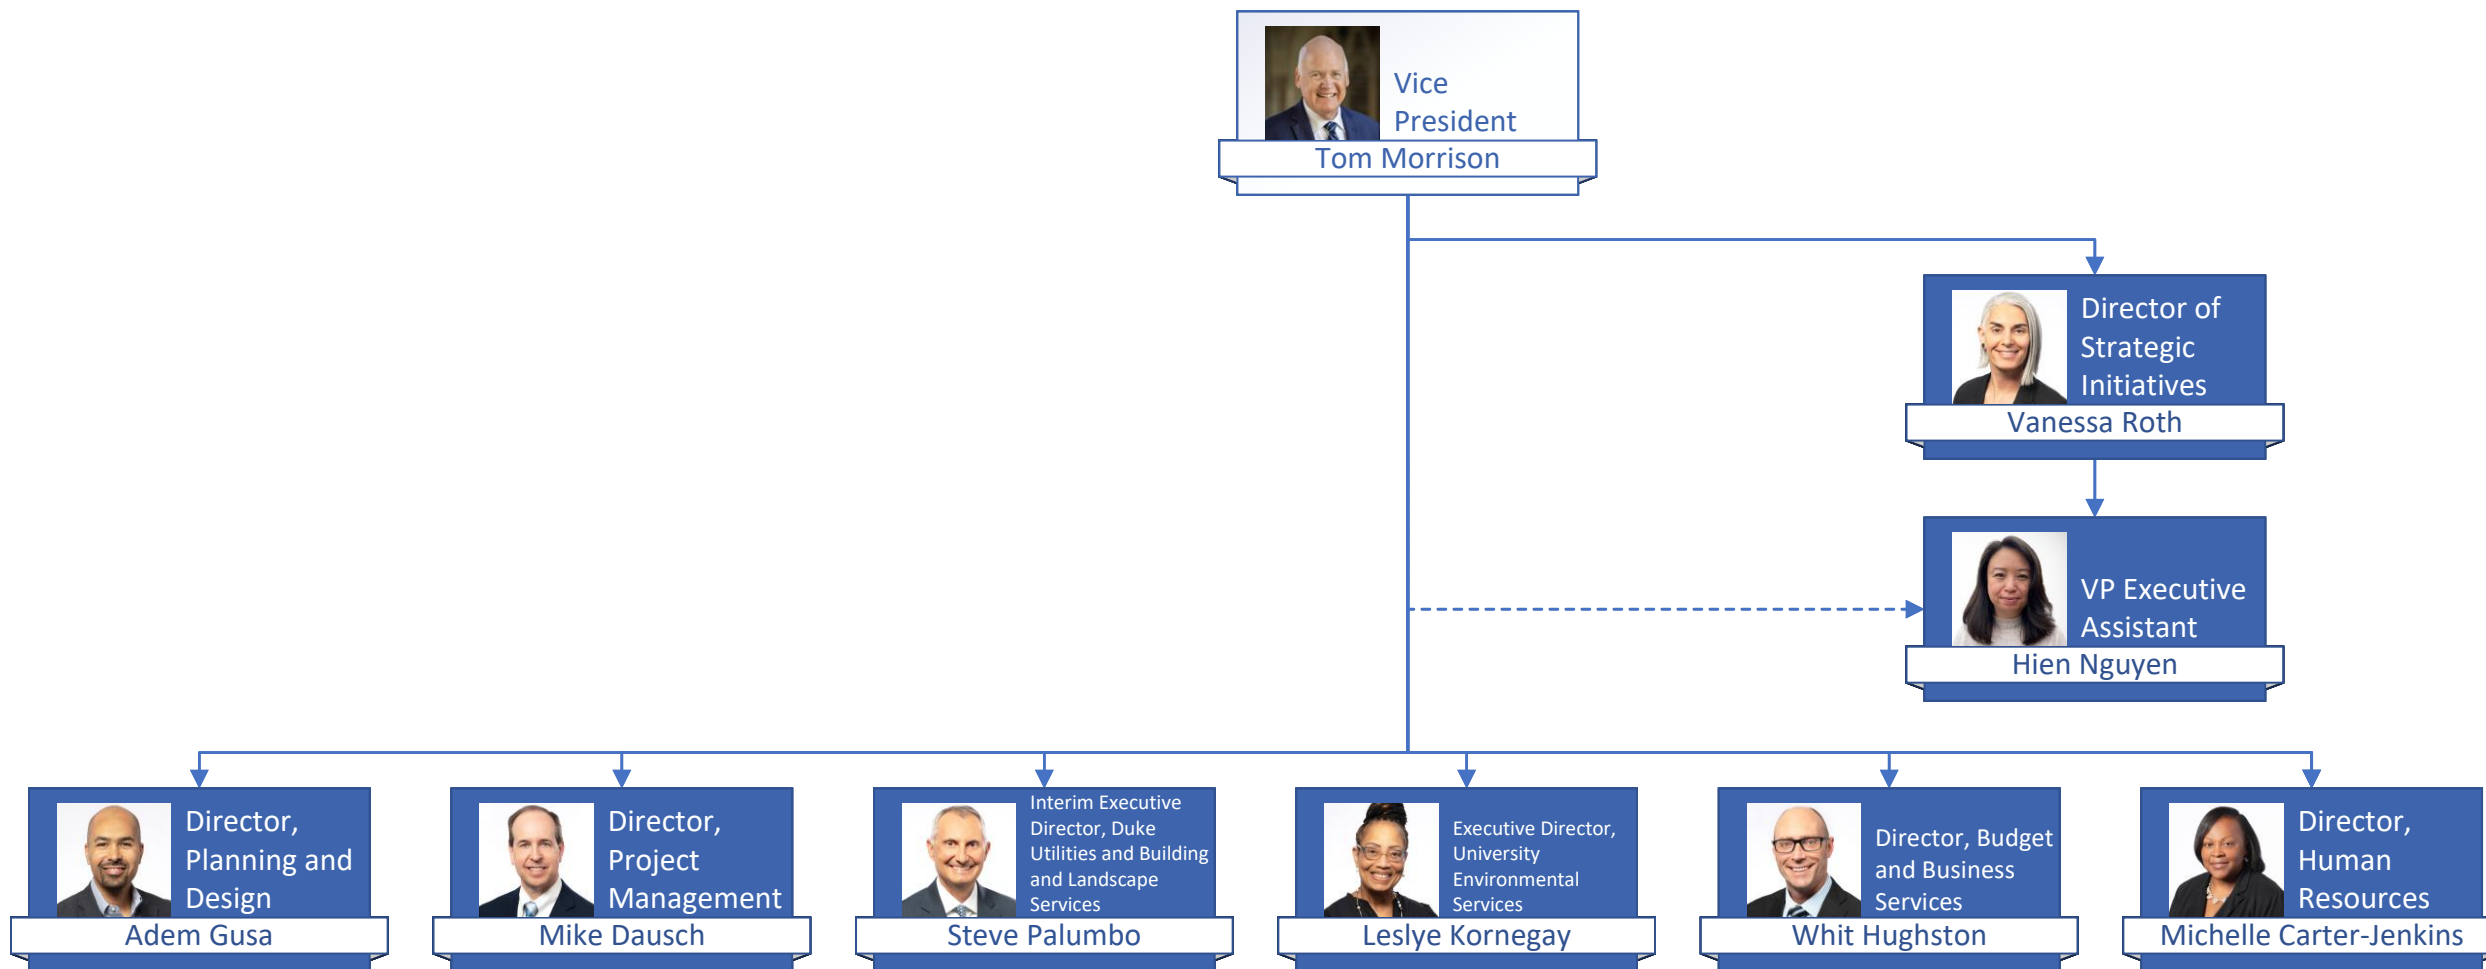 Vice
President
Tom Morrison
Director of
Strategic
Initiatives
Vanessa Roth
VP Executive
Assistant
Hien Nguyen
Director,
Planning and
Design
Adem Gusa
Director,
Project
Management
Mike Dausch
Interim Executive
Director, Duke
Utilities and Building
and Landscape
Services
Steve Palumbo
Executive Director,
University
Environmental
Services
Leslye Kornegay
Director, Budget
and Business
Services
Whit Hughston
Director,
Human
Resources
Michelle Carter-Jenkins